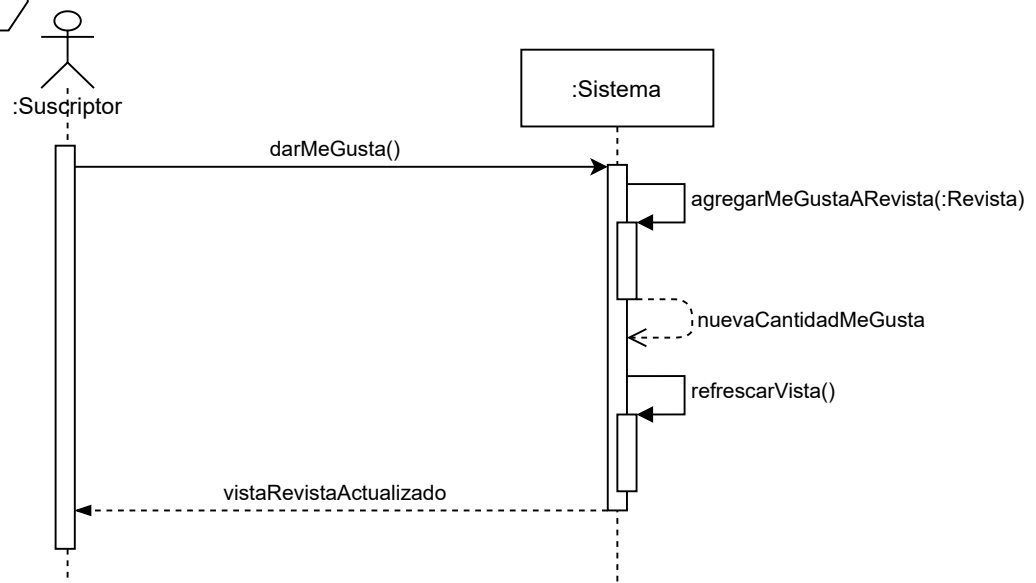 :Suscriptor
:Sistema
darMeGusta()
agregarMeGustaARevista(:Revista)
nuevaCantidadMeGusta
refrescarVista()
vistaRevistaActualizado